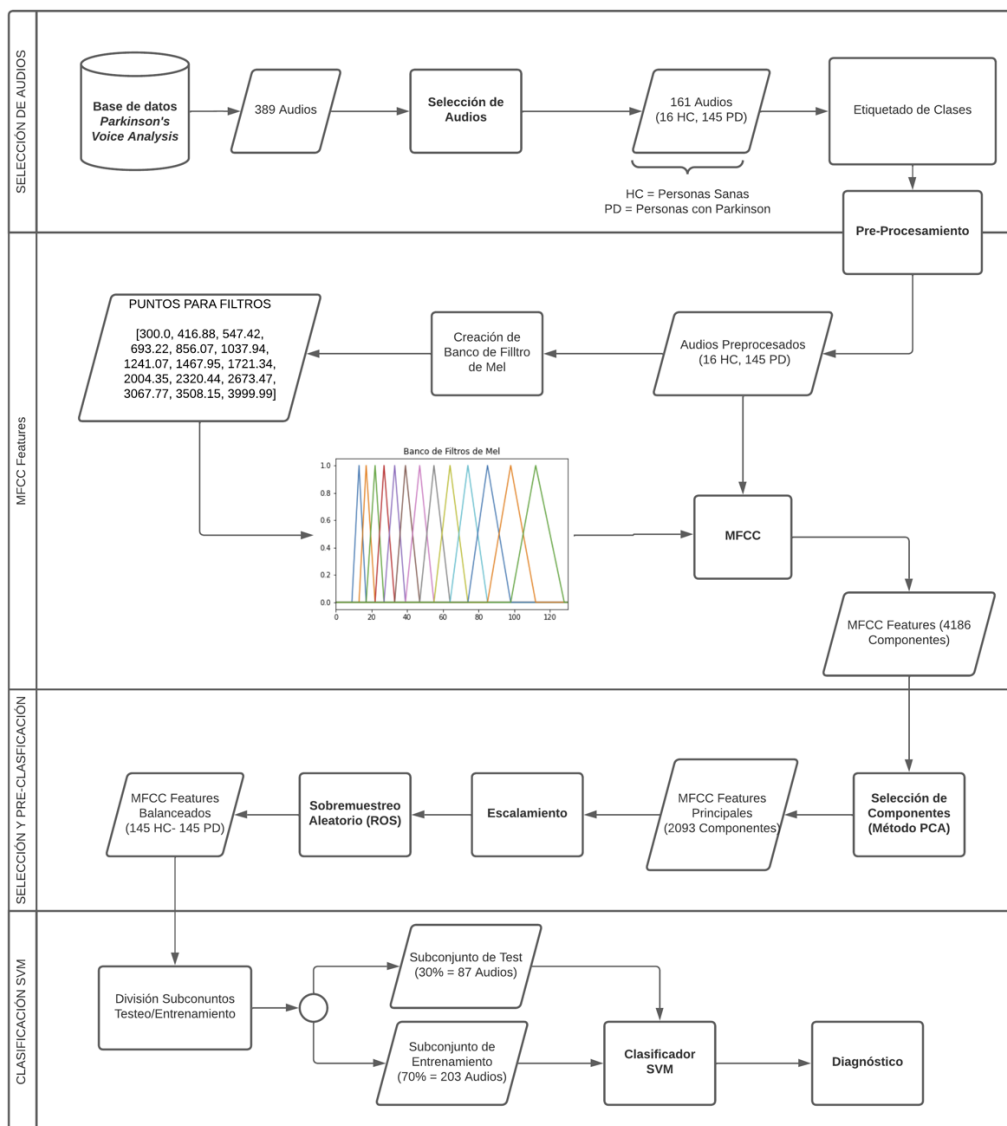 SELECCIÓN DE AUDIOS
Base de datos
Parkinson's
Voice Analysis
389 Audios
Selección de
Audios
161 Audios
(16 HC, 145 PD)
HC = Personas Sanas
PD = Personas con Parkinson
Etiquetado de Clases
Pre-Procesamiento
MFCC Features
PUNTOS PARA FILTROS
[300.0, 416.88, 547.42,
693.22, 856.07, 1037.94,
1241.07, 1467.95, 1721.34,
2004.35, 2320.44, 2673.47,
3067.77, 3508.15, 3999.99]
Creación de
Banco de Filltro
de Mel
Audios Preprocesados
(16 HC, 145 PD)
Banco de Filtros de Mel
1.0
0.8
0.6
0.4
0.2
0.0
0 20 40 60 80 100 120
MFCC
MFCC Features (4186
Componentes)
SELECCIÓN Y PRE-CLASFICACIÓN
MFCC Features
Balanceados
(145 HC- 145 PD)
Sobremuestreo
Aleatorio (ROS)
Escalamiento
MFCC Features
Principales
(2093 Componentes)
Selección de
Componentes
(Método PCA)
CLASIFICACIÓN SVM
División Subconuntos
Testeo/Entrenamiento
Subconjunto de Test
(30% = 87 Audios)
Subconjunto de
Entrenamiento
(70% = 203 Audios)
Clasificador
SVM
Diagnóstico